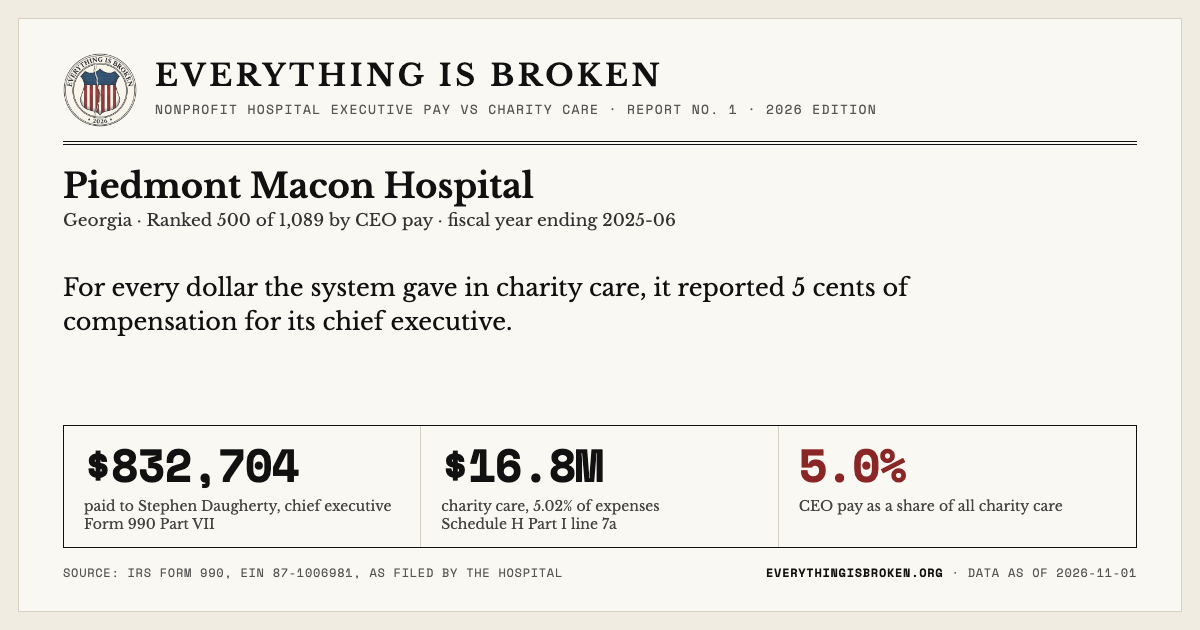 EVERYTHING IS BROKEN
2026
EVERYTHING IS BROKEN
NONPROFIT HOSPITAL EXECUTIVE PAY VS CHARITY CARE · REPORT NO. 1 · 2026 EDITION
Piedmont Macon Hospital
Georgia · Ranked 500 of 1,089 by CEO pay · fiscal year ending 2025-06
For every dollar the system gave in charity care, it reported 5 cents of
compensation for its chief executive.
$832,704
paid to Stephen Daugherty, chief executive
Form 990 Part VII
$16.8M
charity care, 5.02% of expenses
Schedule H Part I line 7a
5.0%
CEO pay as a share of all charity care
SOURCE: IRS FORM 990, EIN 87-1006981, AS FILED BY THE HOSPITAL
EVERYTHINGISBROKEN.ORG · DATA AS OF 2026-11-01